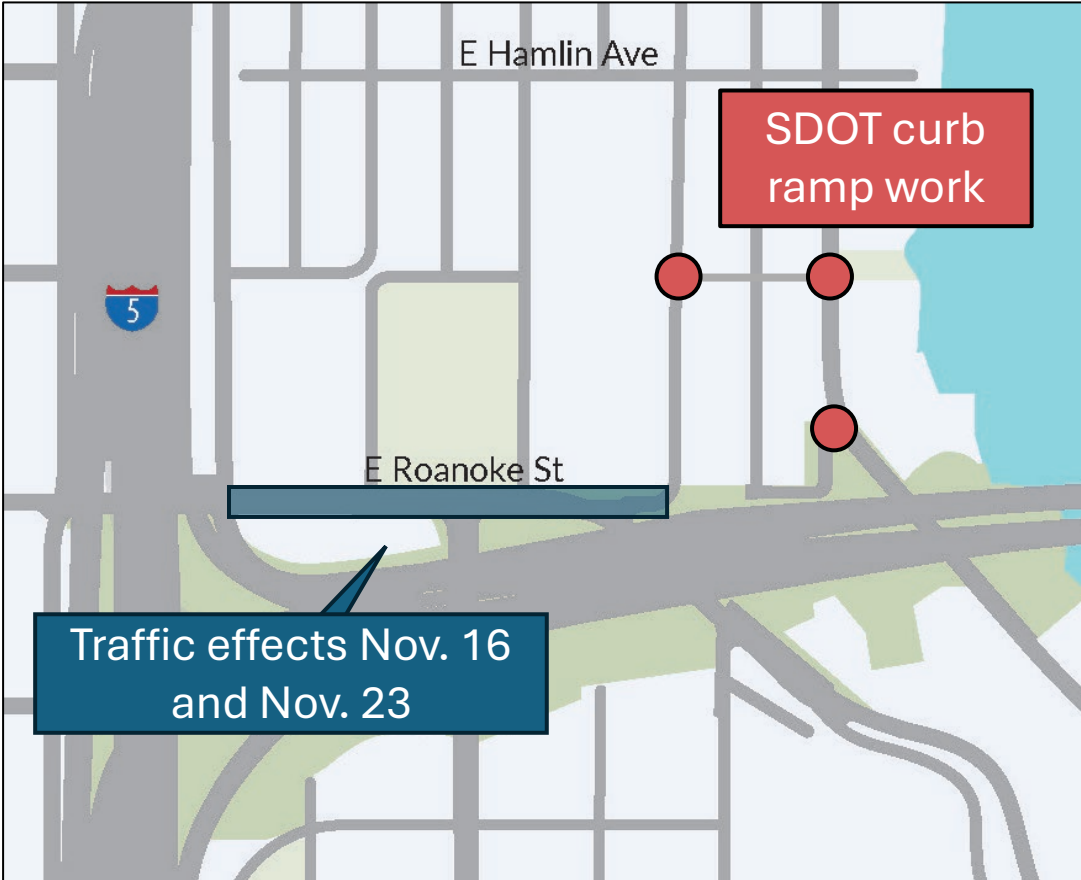 E Hamlin Ave
SDOT curb
ramp work
5
E Roanoke St
Traffic effects Nov. 16
and Nov. 23